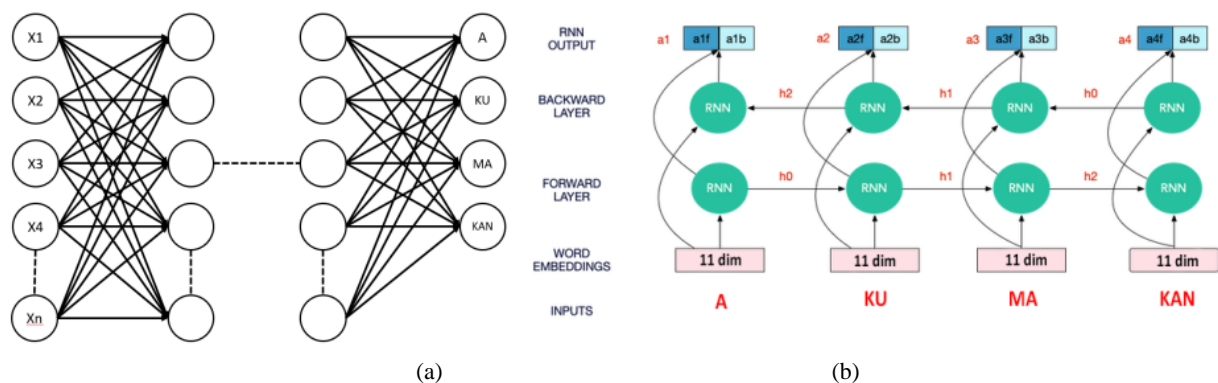 X1
X2
X3
X4
Xn
A
KU
MA
KAN
(a)
RNN OUTPUT
BACKWARD LAYER
FORWARD LAYER
WORD EMBEDDINGS
INPUTS
a1 a1f a1b a2 a2f a2b a3 a3f a3b a4 a4f a4b
RNN h2 RNN h1 RNN h0 RNN
RNN h0 RNN h1 RNN h2 RNN
11 dim 11 dim 11 dim 11 dim
A KU MA KAN
(b)